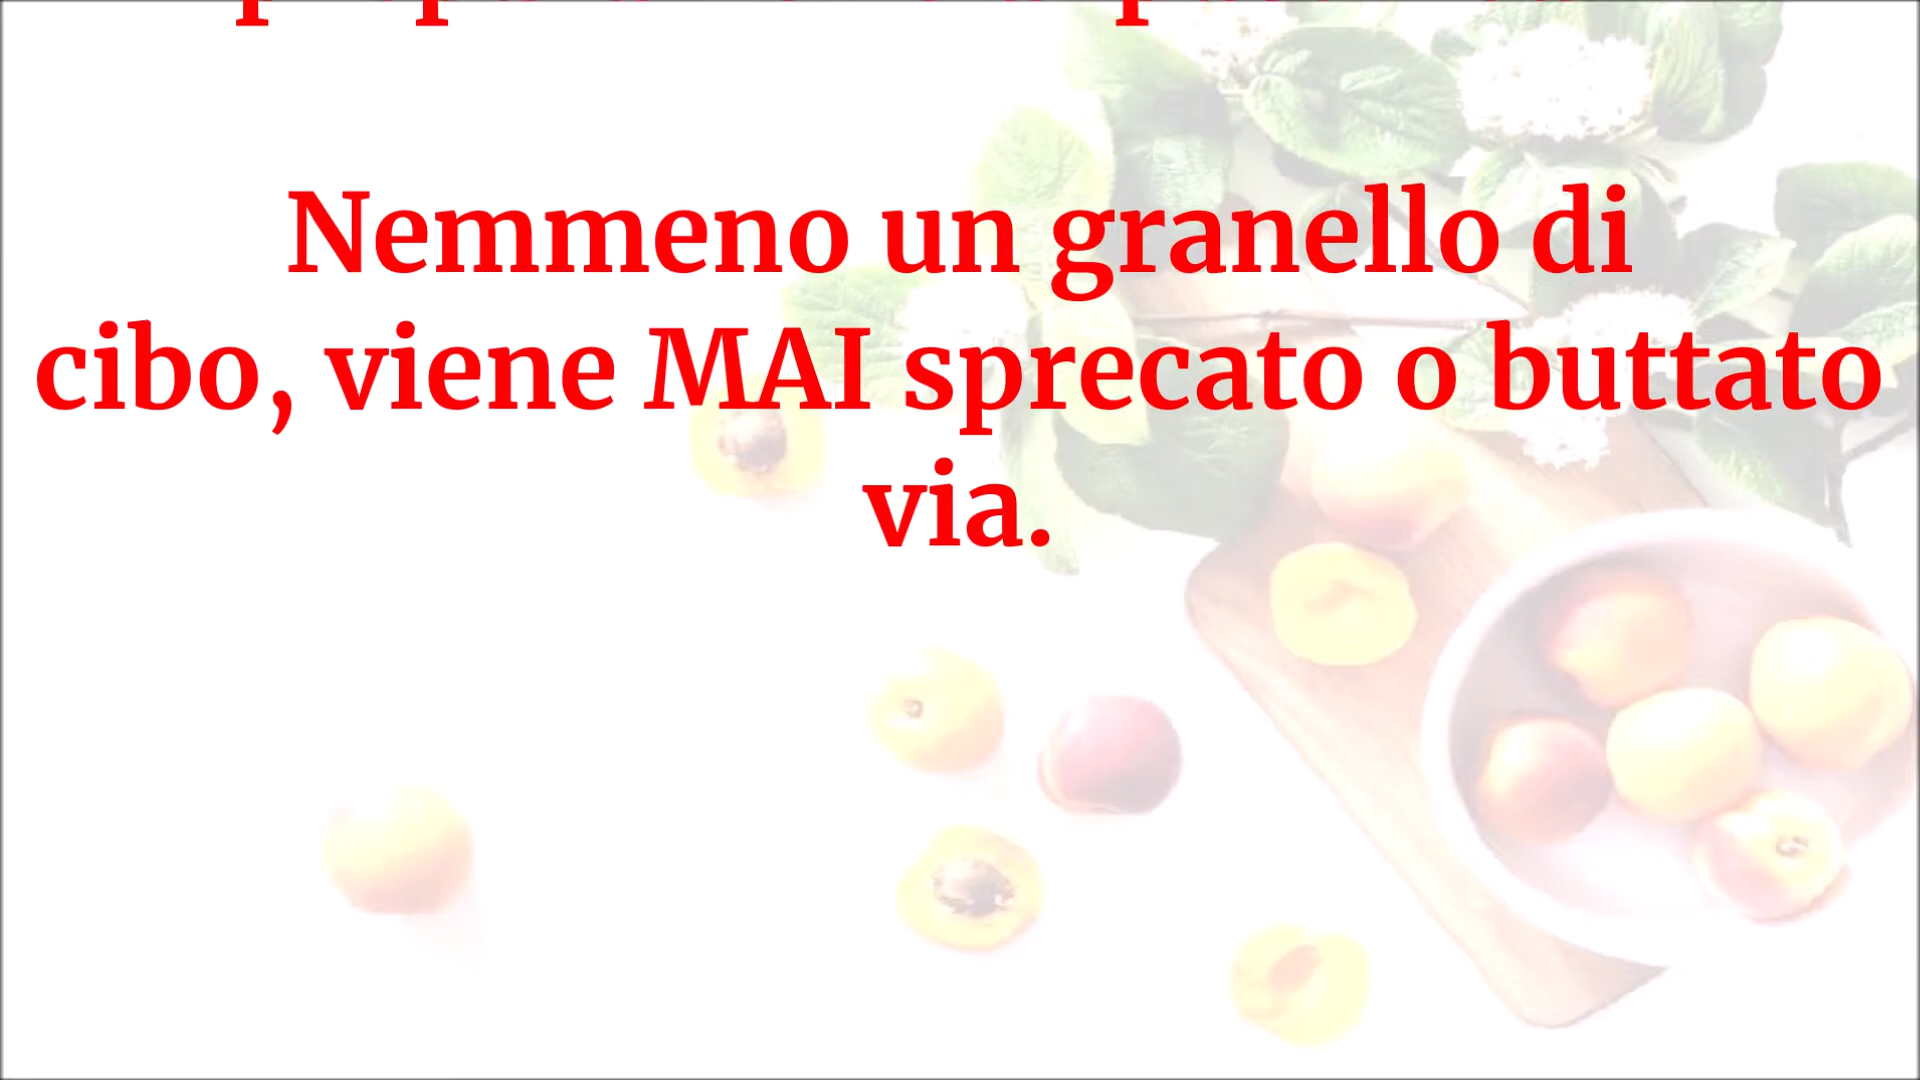 Nemmeno un granello di
cibo, viene MAI sprecato o buttato
via.